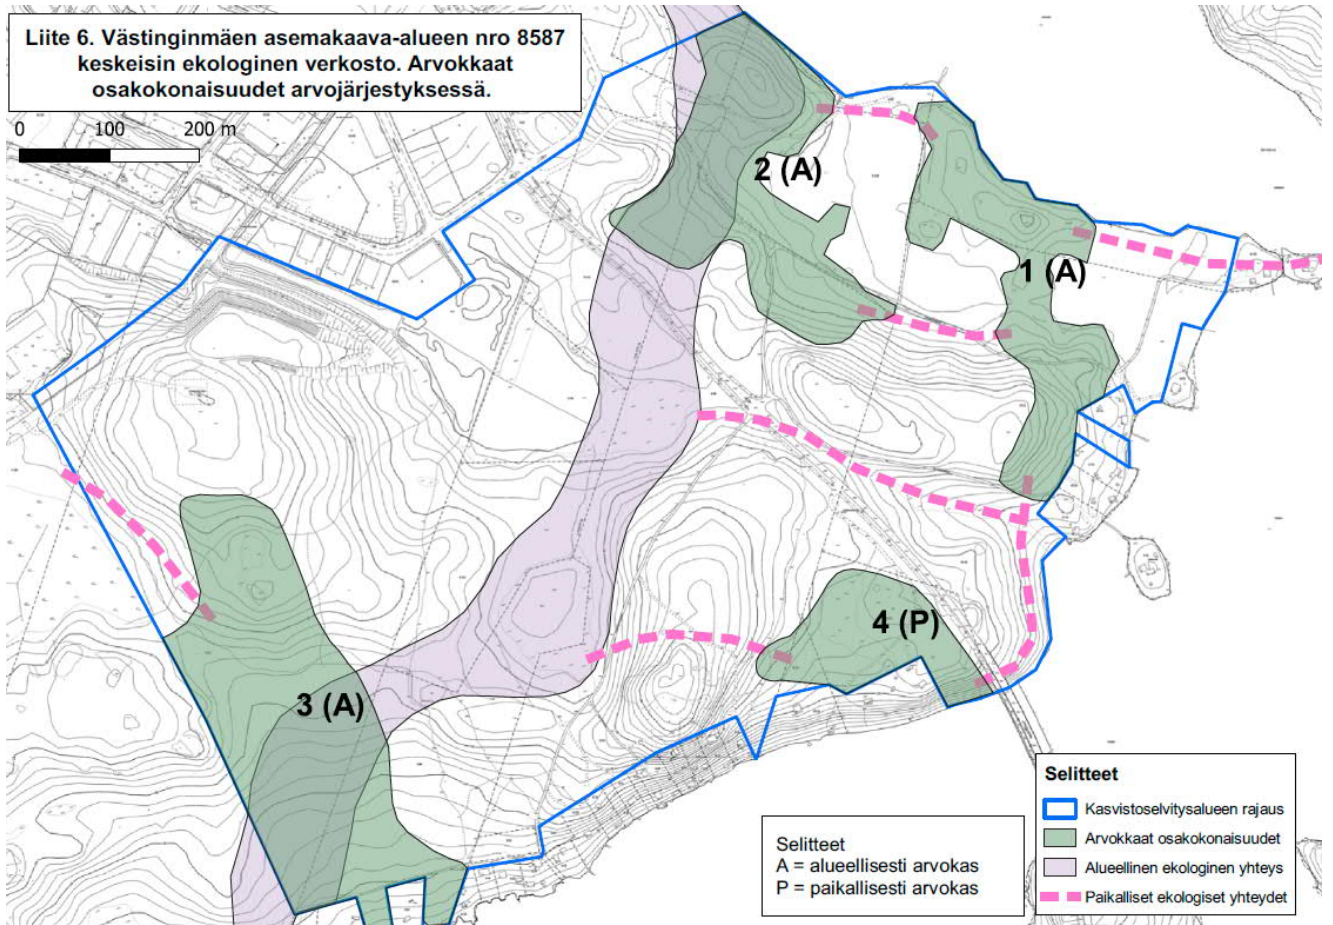 Liite 6. Västinginmäen asemakaava-alueen nro 8587
keskeisin ekologinen verkosto. Arvokkaat
osakokonaisuudet arvojärjestyksessä.
0 100 200 m
2 (A)
1 (A)
4 (P)
3 (A)
Selitteet
A = alueellisesti arvokas
P = paikallisesti arvokas
Selitteet
Kasvistoselvitysalueen rajaus
Arvokkaat osakokonaisuudet
Alueellinen ekologinen yhteys
Paikalliset ekologiset yhteydet